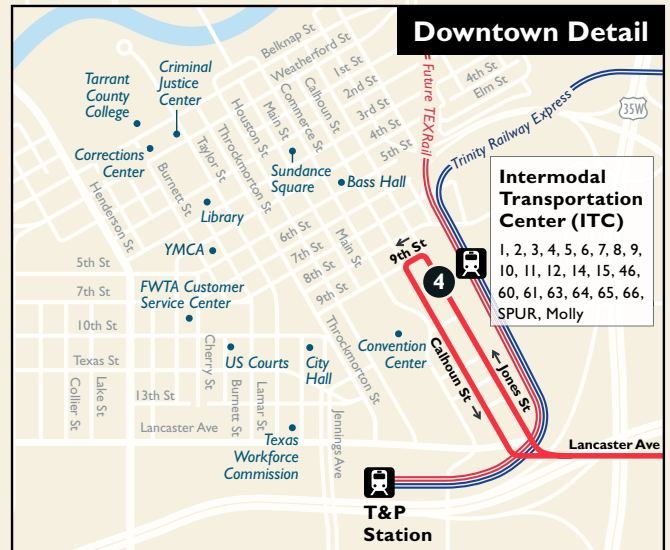 Downtown Detail
Belknap St
Weatherford St
1st St
2nd St
3rd St
4th St
5th St
Calhoun St
Commerce St
Main St
Houston St
Throckmorton St
Taylor St
Burnett St
Henderson St
4th St
Elm St
Future TEXRail
Trinity Railway Express
35W
Tarrant
County
College
Criminal
Justice
Center
Corrections
Center
Sundance
Square
Bass Hall
Library
YMCA
Intermodal
Transportation
Center (ITC)
1, 2, 3, 4, 5, 6, 7, 8, 9,
10, 11, 12, 14, 15, 46,
60, 61, 63, 64, 65, 66,
SPUR, Molly
6th St
7th St
8th St
9th St
Main St
9th St
4
5th St
7th St
10th St
Texas St
13th St
Lancaster Ave
FWTA Customer
Service Center
US Courts
City
Hall
Convention
Center
Throckmorton St
Calhoun St
Jones St
Lancaster Ave
Collier St
Lake St
Cherry St
Burnett St
Lamar St
Jennings Ave
Texas
Workforce
Commission
T&P
Station